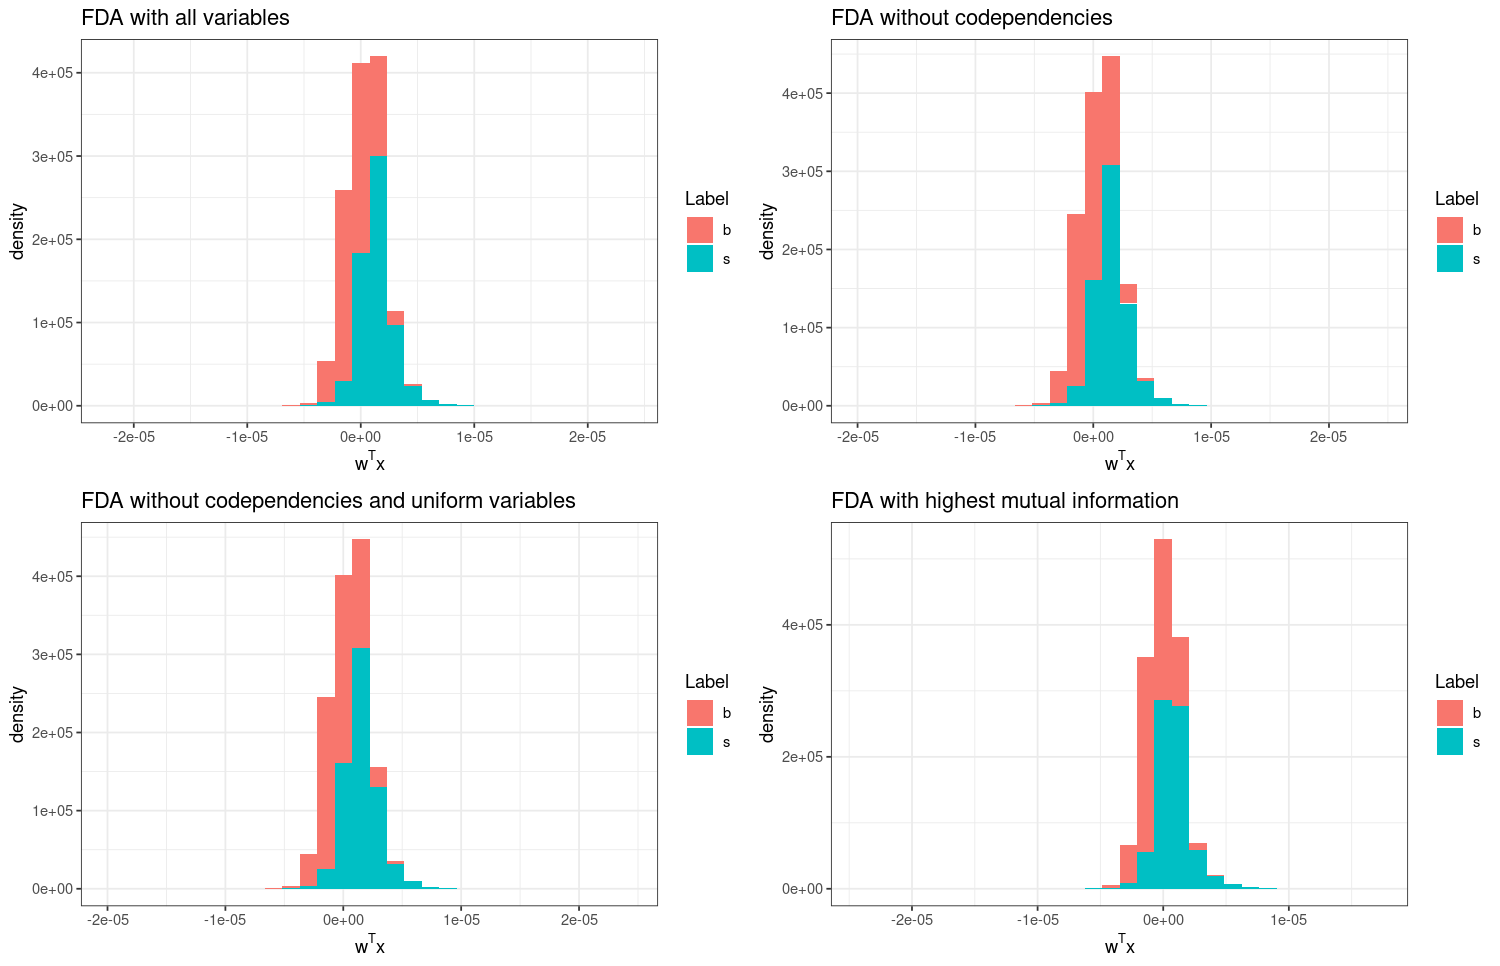 FDA with all variables
density
4e+05
3e+05
2e+05
1e+05
0e+00
-2e-05 -1e-05 0e+00 1e-05 2e-05
wTx
Label
b
s
FDA without codependencies
density
4e+05
3e+05
2e+05
1e+05
0e+00
-2e-05 -1e-05 0e+00 1e-05 2e-05
wTx
Label
b
s
FDA without codependencies and uniform variables
density
4e+05
3e+05
2e+05
1e+05
0e+00
-2e-05 -1e-05 0e+00 1e-05 2e-05
wTx
Label
b
s
FDA with highest mutual information
density
4e+05
2e+05
0e+00
-2e-05 -1e-05 0e+00 1e-05
wTx
Label
b
s